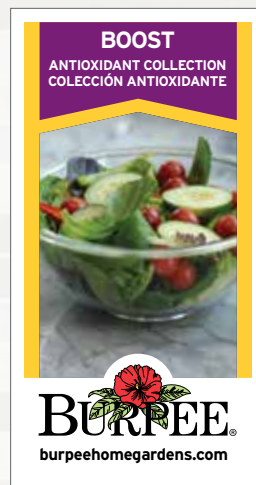 BOOST
ANTIOXIDANT COLLECTION
COLECCIÓN ANTIOXIDANTE
BURPEE®
burpeehomegardens.com